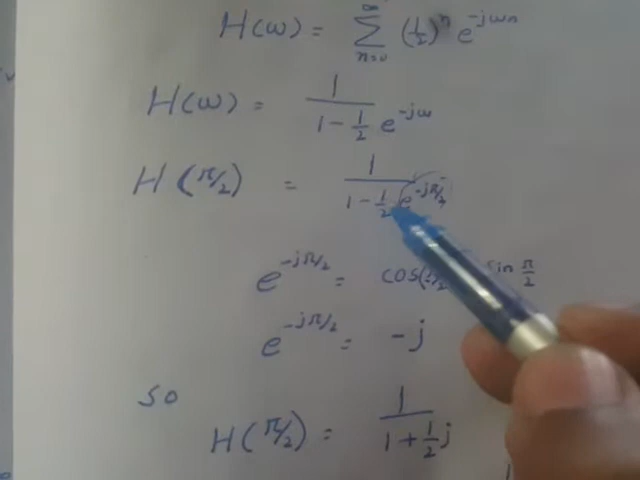 H(ω) = ∞∑n=0 (1/2)^n e^-jωn
H(ω) = 1 / 1 - 1/2 e^-jω
H(π/2) = 1 / 1 - 1/2 e^-jπ/2
e^-jπ/2 = cos( sin π/2
e^-jπ/2 = -j
so
H(π/2) = 1 / 1 + 1/2 j